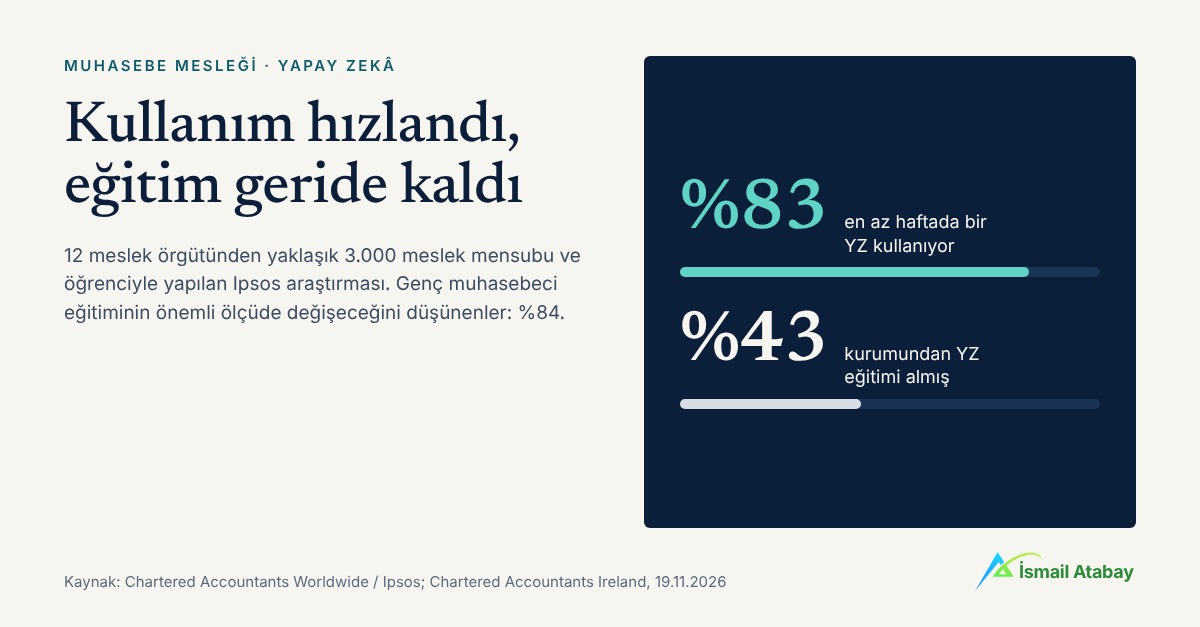 MUHASEBE MESLEĞİ · YAPAY ZEKÂ
Kullanım hızlandı,
eğitim geride kaldı
12 meslek örgütünden yaklaşık 3.000 meslek mensubu ve
öğrenciyle yapılan Ipsos araştırması. Genç muhasebeci
eğitiminin önemli ölçüde değişeceğini düşünenler: %84.
%83
en az haftada bir
YZ kullanıyor
%43
kurumundan YZ
eğitimi almış
Kaynak: Chartered Accountants Worldwide / Ipsos; Chartered Accountants Ireland, 19.11.2026
İsmail Atabay